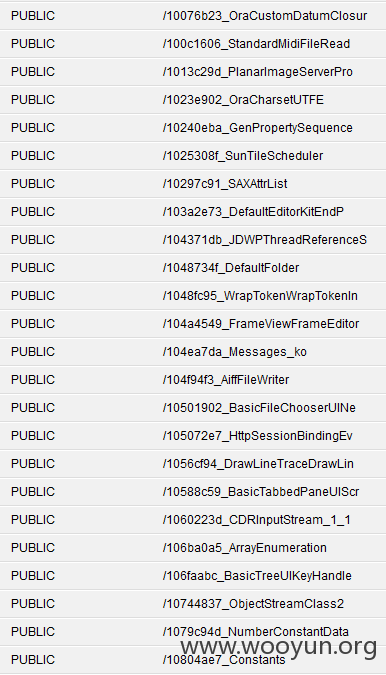 PUBLIC /10076b23_OraCustomDatumClosur
PUBLIC /100c1606_StandardMidiFileRead
PUBLIC /1013c29d_PlanarImageServerPro
PUBLIC /1023e902_OraCharsetUTFE
PUBLIC /10240eba_GenPropertySequence
PUBLIC /1025308f_SunTileScheduler
PUBLIC /10297c91_SAXAttrList
PUBLIC /103a2e73_DefaultEditorKitEndP
PUBLIC /104371db_JDWPThreadReferenceS
PUBLIC /1048734f_DefaultFolder
PUBLIC /1048fc95_WrapTokenWrapTokenIn
PUBLIC /104a4549_FrameViewFrameEditor
PUBLIC /104ea7da_Messages_ko
PUBLIC /104f94f3_AiffFileWriter
PUBLIC /10501902_BasicFileChooserUINe
PUBLIC /105072e7_HttpSessionBindingEv
PUBLIC /1056cf94_DrawLineTraceDrawLin
PUBLIC /10588c59_BasicTabbedPaneUIScr
PUBLIC /1060223d_CDRInputStream_1_1
PUBLIC /106ba0a5_ArrayEnumeration
PUBLIC /106faabc_BasicTreeUIKeyHandle
PUBLIC /10744837_ObjectStreamClass2
PUBLIC /1079c94d_NumberConstantData
PUBLIC /10804ae7_Constants
www.wooyun.org